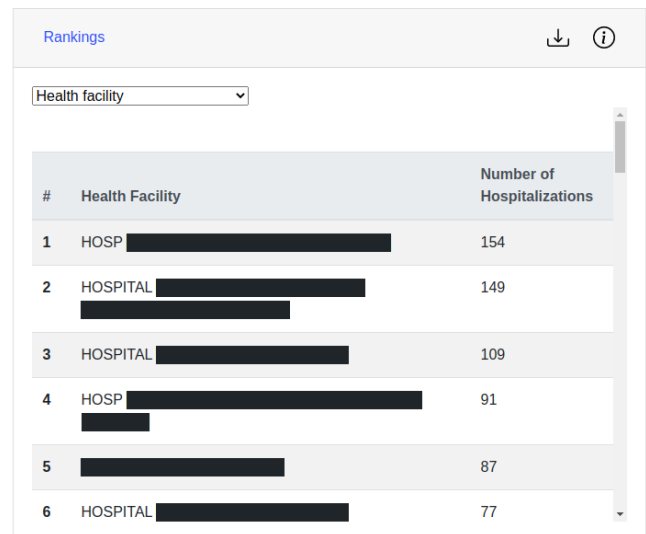 Rankings
Health facility
# Health Facility Number of Hospitalizations
1 HOSP 154
2 HOSPITAL 149
3 HOSPITAL 109
4 HOSP 91
5 87
6 HOSPITAL 77